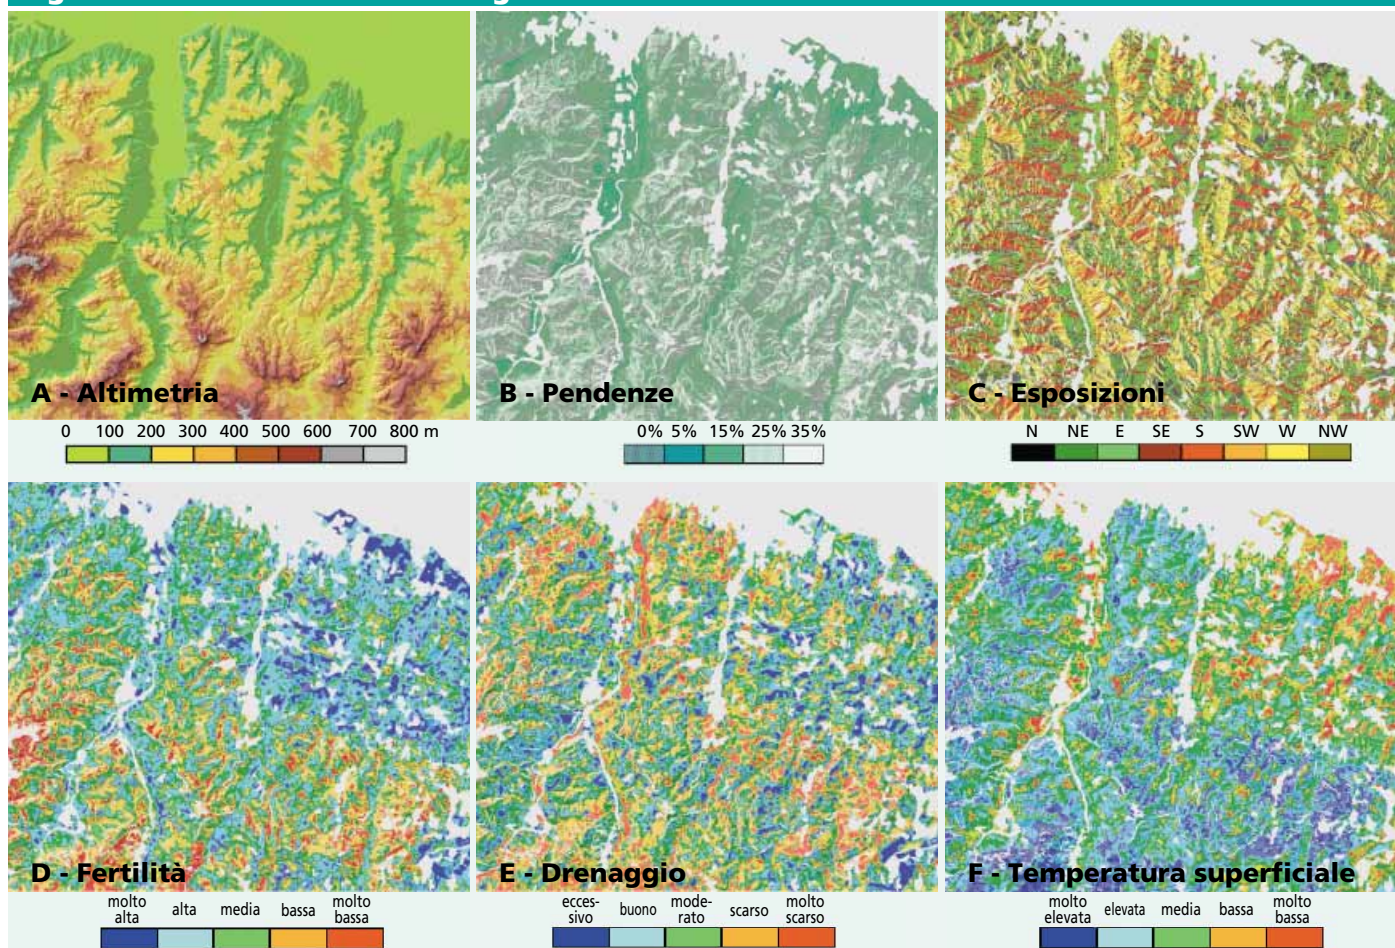 A - Altimetria
B - Pendenze
C - Esposizioni
0 100 200 300 400 500 600 700 800 m
0% 5% 15% 25% 35%
N NE E SE S SW W NW
D - Fertilità
E - Drenaggio
F - Temperatura superficiale
molto alta
alta
media
bassa
molto bassa
ecces-
sivo
buono
mode-
rato
scarso
molto
scarso
molto
elevata
elevata
media
bassa
molto
bassa